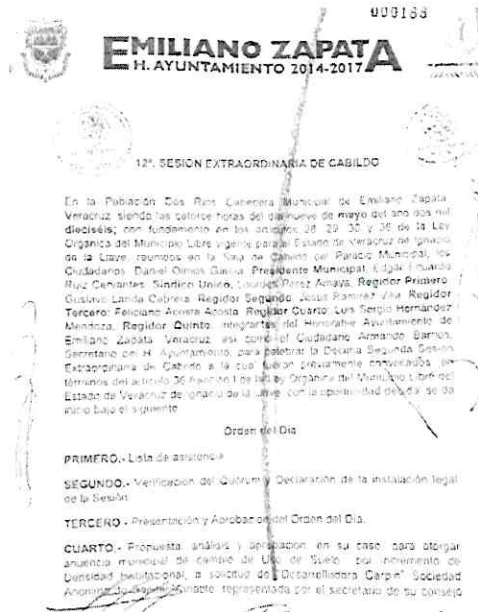 000188
EMILIANO ZAPATA
H. AYUNTAMIENTO 2014-2017
12ª. SESION EXTRAORDINARIA DE CABILDO
En la Población Dos Rios Cabecera Municipal de Emiliano Zapata
Veracruz, siendo las catorce horas del día nueve de mayo del año dos mil
dieciséis; con fundamento en los artículos 28, 29, 30 y 36 de la Ley
Orgánica del Municipio Libre vigente para el Estado de Veracruz de Ignacio
de la Llave, reunidos en la Sala de Cabildo del Palacio Municipal, los
Ciudadanos Daniel Olmos García, Presidente Municipal, Edgar Eduardo
Ruiz Cervantes, Síndico Único, Lourdes Pérez Amaya, Regidor Primero
Gustavo Landa Cabrera, Regidor Segundo, Jesús Ramírez Vita, Regidor
Tercero; Feliciano Acosta Acosta, Regidor Cuarto; Luis Sergio Hernández
Mendoza, Regidor Quinto, integrantes del Honorable Ayuntamiento de
Emiliano Zapata, Veracruz, así como el Ciudadano Armando Barrios,
Secretario del H. Ayuntamiento, para celebrar la Décima Segunda Sesión
Extraordinaria de Cabildo a la cual fueron previamente convocados, en
términos del artículo 36 fracción I de la Ley Orgánica del Municipio Libre del
Estado de Veracruz de Ignacio de la Llave, con la oportunidad debida, se da
inicio bajo el siguiente
Orden del Dia
PRIMERO.- Lista de asistencia
SEGUNDO.- Verificación del Quórum y Declaración de la instalación legal
de la Sesión.
TERCERO.- Presentación y Aprobación del Orden del Día.
CUARTO.- Propuesta, análisis y aprobación, en su caso, para otorgar
anuencia municipal de cambio de Uso de Suelo por incremento de
Densidad Habitacional, a solicitud de "Desarrolladora Garpin" Sociedad
Anónima de Capital Variable, representada por el secretario de su consejo